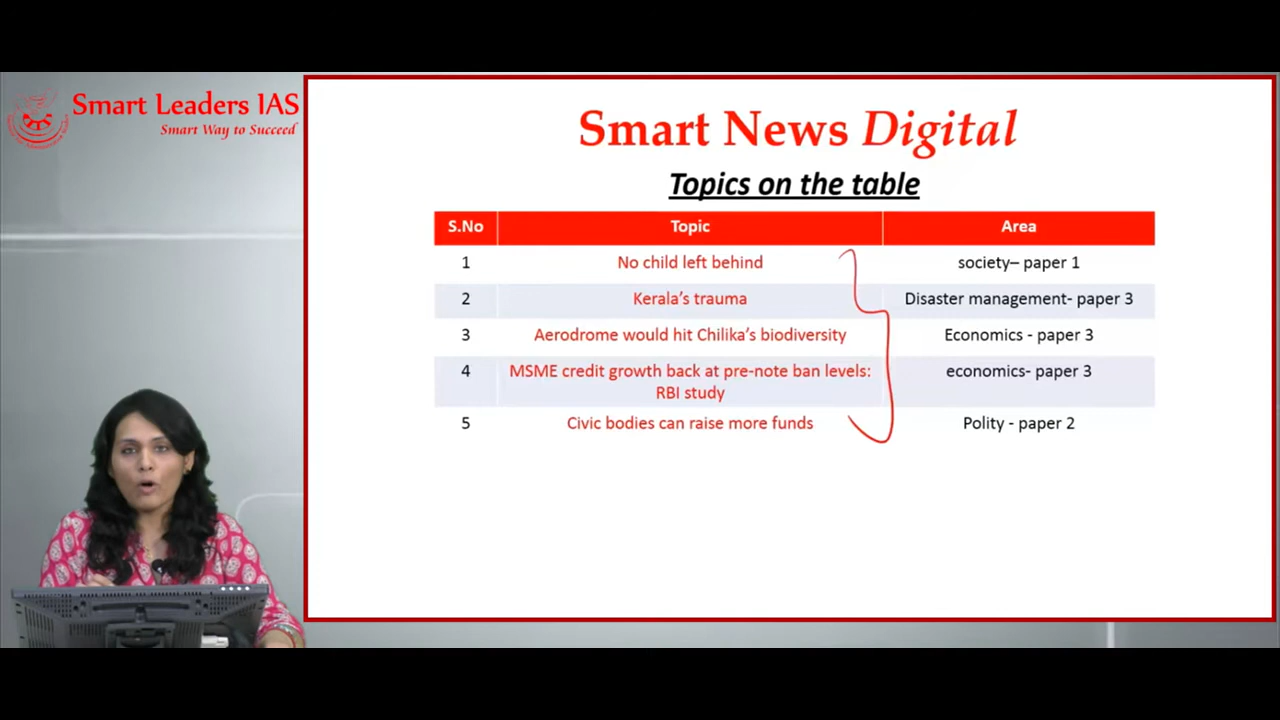 Smart Leaders IAS
Smart Way to Succeed
Smart News Digital
Topics on the table
S.No Topic Area
1 No child left behind society– paper 1
2 Kerala’s trauma Disaster management- paper 3
3 Aerodrome would hit Chilika’s biodiversity Economics - paper 3
4 MSME credit growth back at pre-note ban levels: economics- paper 3
RBI study
5 Civic bodies can raise more funds Polity - paper 2